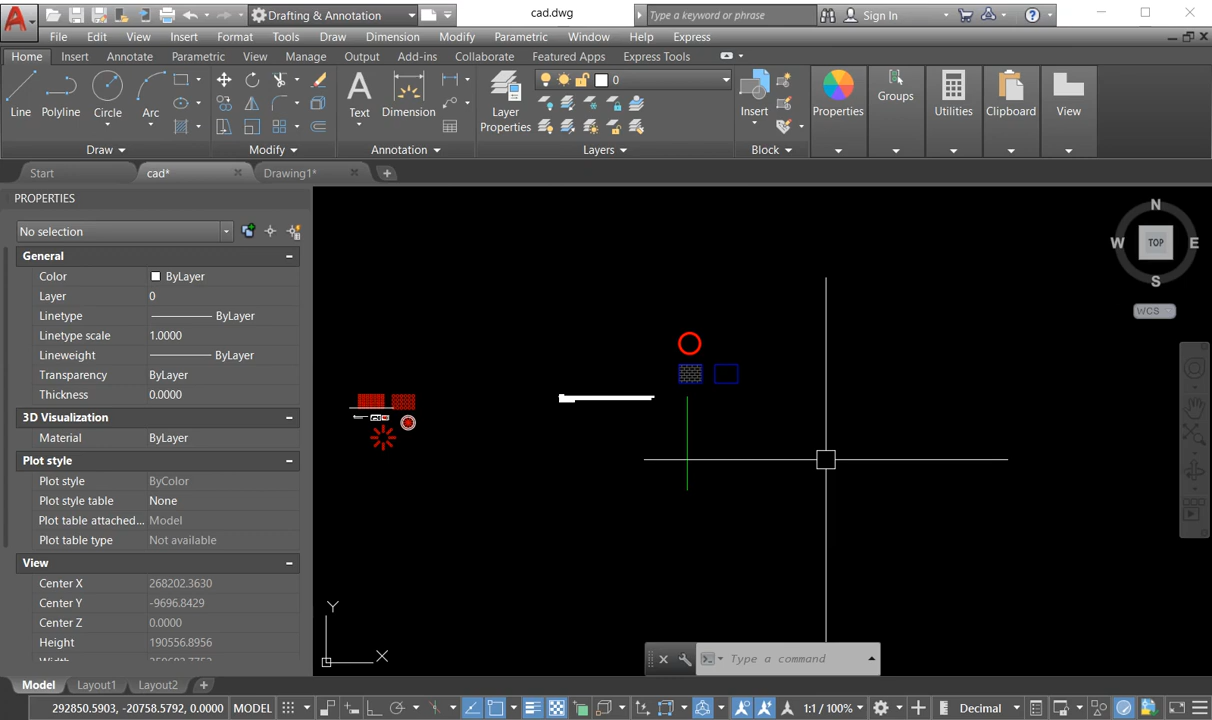 Drafting & Annotation
cad.dwg
Type a keyword or phrase
Sign In
File Edit View Insert Format Tools Draw Dimension Modify Parametric Window Help Express
Home Insert Annotate Parametric View Manage Output Add-ins Collaborate Featured Apps Express Tools
0
Line Polyline Circle Arc Text Dimension Layer Properties Insert Properties Groups Utilities Clipboard View
Draw Modify Annotation Layers Block
Start cad* Drawing1*
PROPERTIES
No selection
General
Color ByLayer
Layer 0
Linetype ByLayer
Linetype scale 1.0000
Lineweight ByLayer
Transparency ByLayer
Thickness 0.0000
3D Visualization
Material ByLayer
Plot style
Plot style ByColor
Plot style table None
Plot table attached... Model
Plot table type Not available
View
Center X 268202.3630
Center Y -9696.8429
Center Z 0.0000
Height 190556.8956
N
W TOP E
S
WCS
Y
X
Type a command
Model Layout1 Layout2
292850.5903, -20758.5792, 0.0000 MODEL 1:1 / 100% Decimal